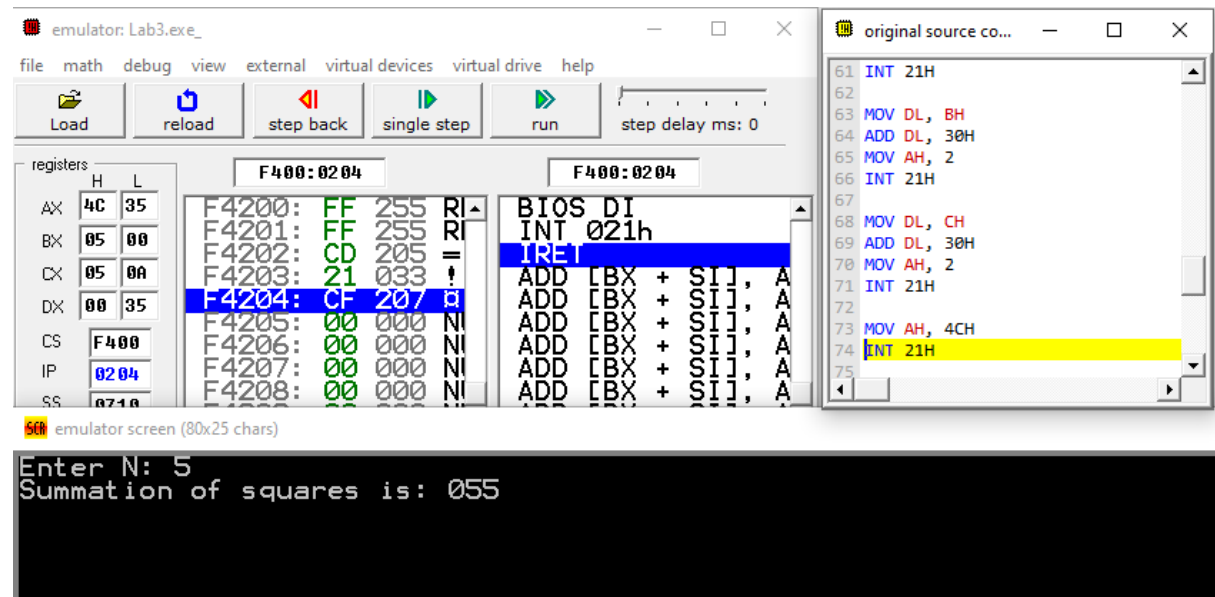 emulator: Lab3.exe_
file math debug view external virtual devices virtual drive help
Load reload step back single step run step delay ms: 0
registers
H L
AX 4C 35
BX 05 00
CX 05 0A
DX 00 35
CS F400
IP 0204
SS 0710
F400:0204
F4200: FF 255
F4201: FF 255
F4202: CD 205 =
F4203: 21 033 !
F4204: CF 207 ¤
F4205: 00 000
F4206: 00 000
F4207: 00 000
F4208: 00 000
F400:0204
BIOS DI
INT 021h
IRET
ADD [BX + SI], A
ADD [BX + SI], A
ADD [BX + SI], A
ADD [BX + SI], A
ADD [BX + SI], A
ADD [BX + SI], A
original source co...
61 INT 21H
62
63 MOV DL, BH
64 ADD DL, 30H
65 MOV AH, 2
66 INT 21H
67
68 MOV DL, CH
69 ADD DL, 30H
70 MOV AH, 2
71 INT 21H
72
73 MOV AH, 4CH
74 INT 21H
75
SCR emulator screen (80x25 chars)
Enter N: 5
Summation of squares is: 055